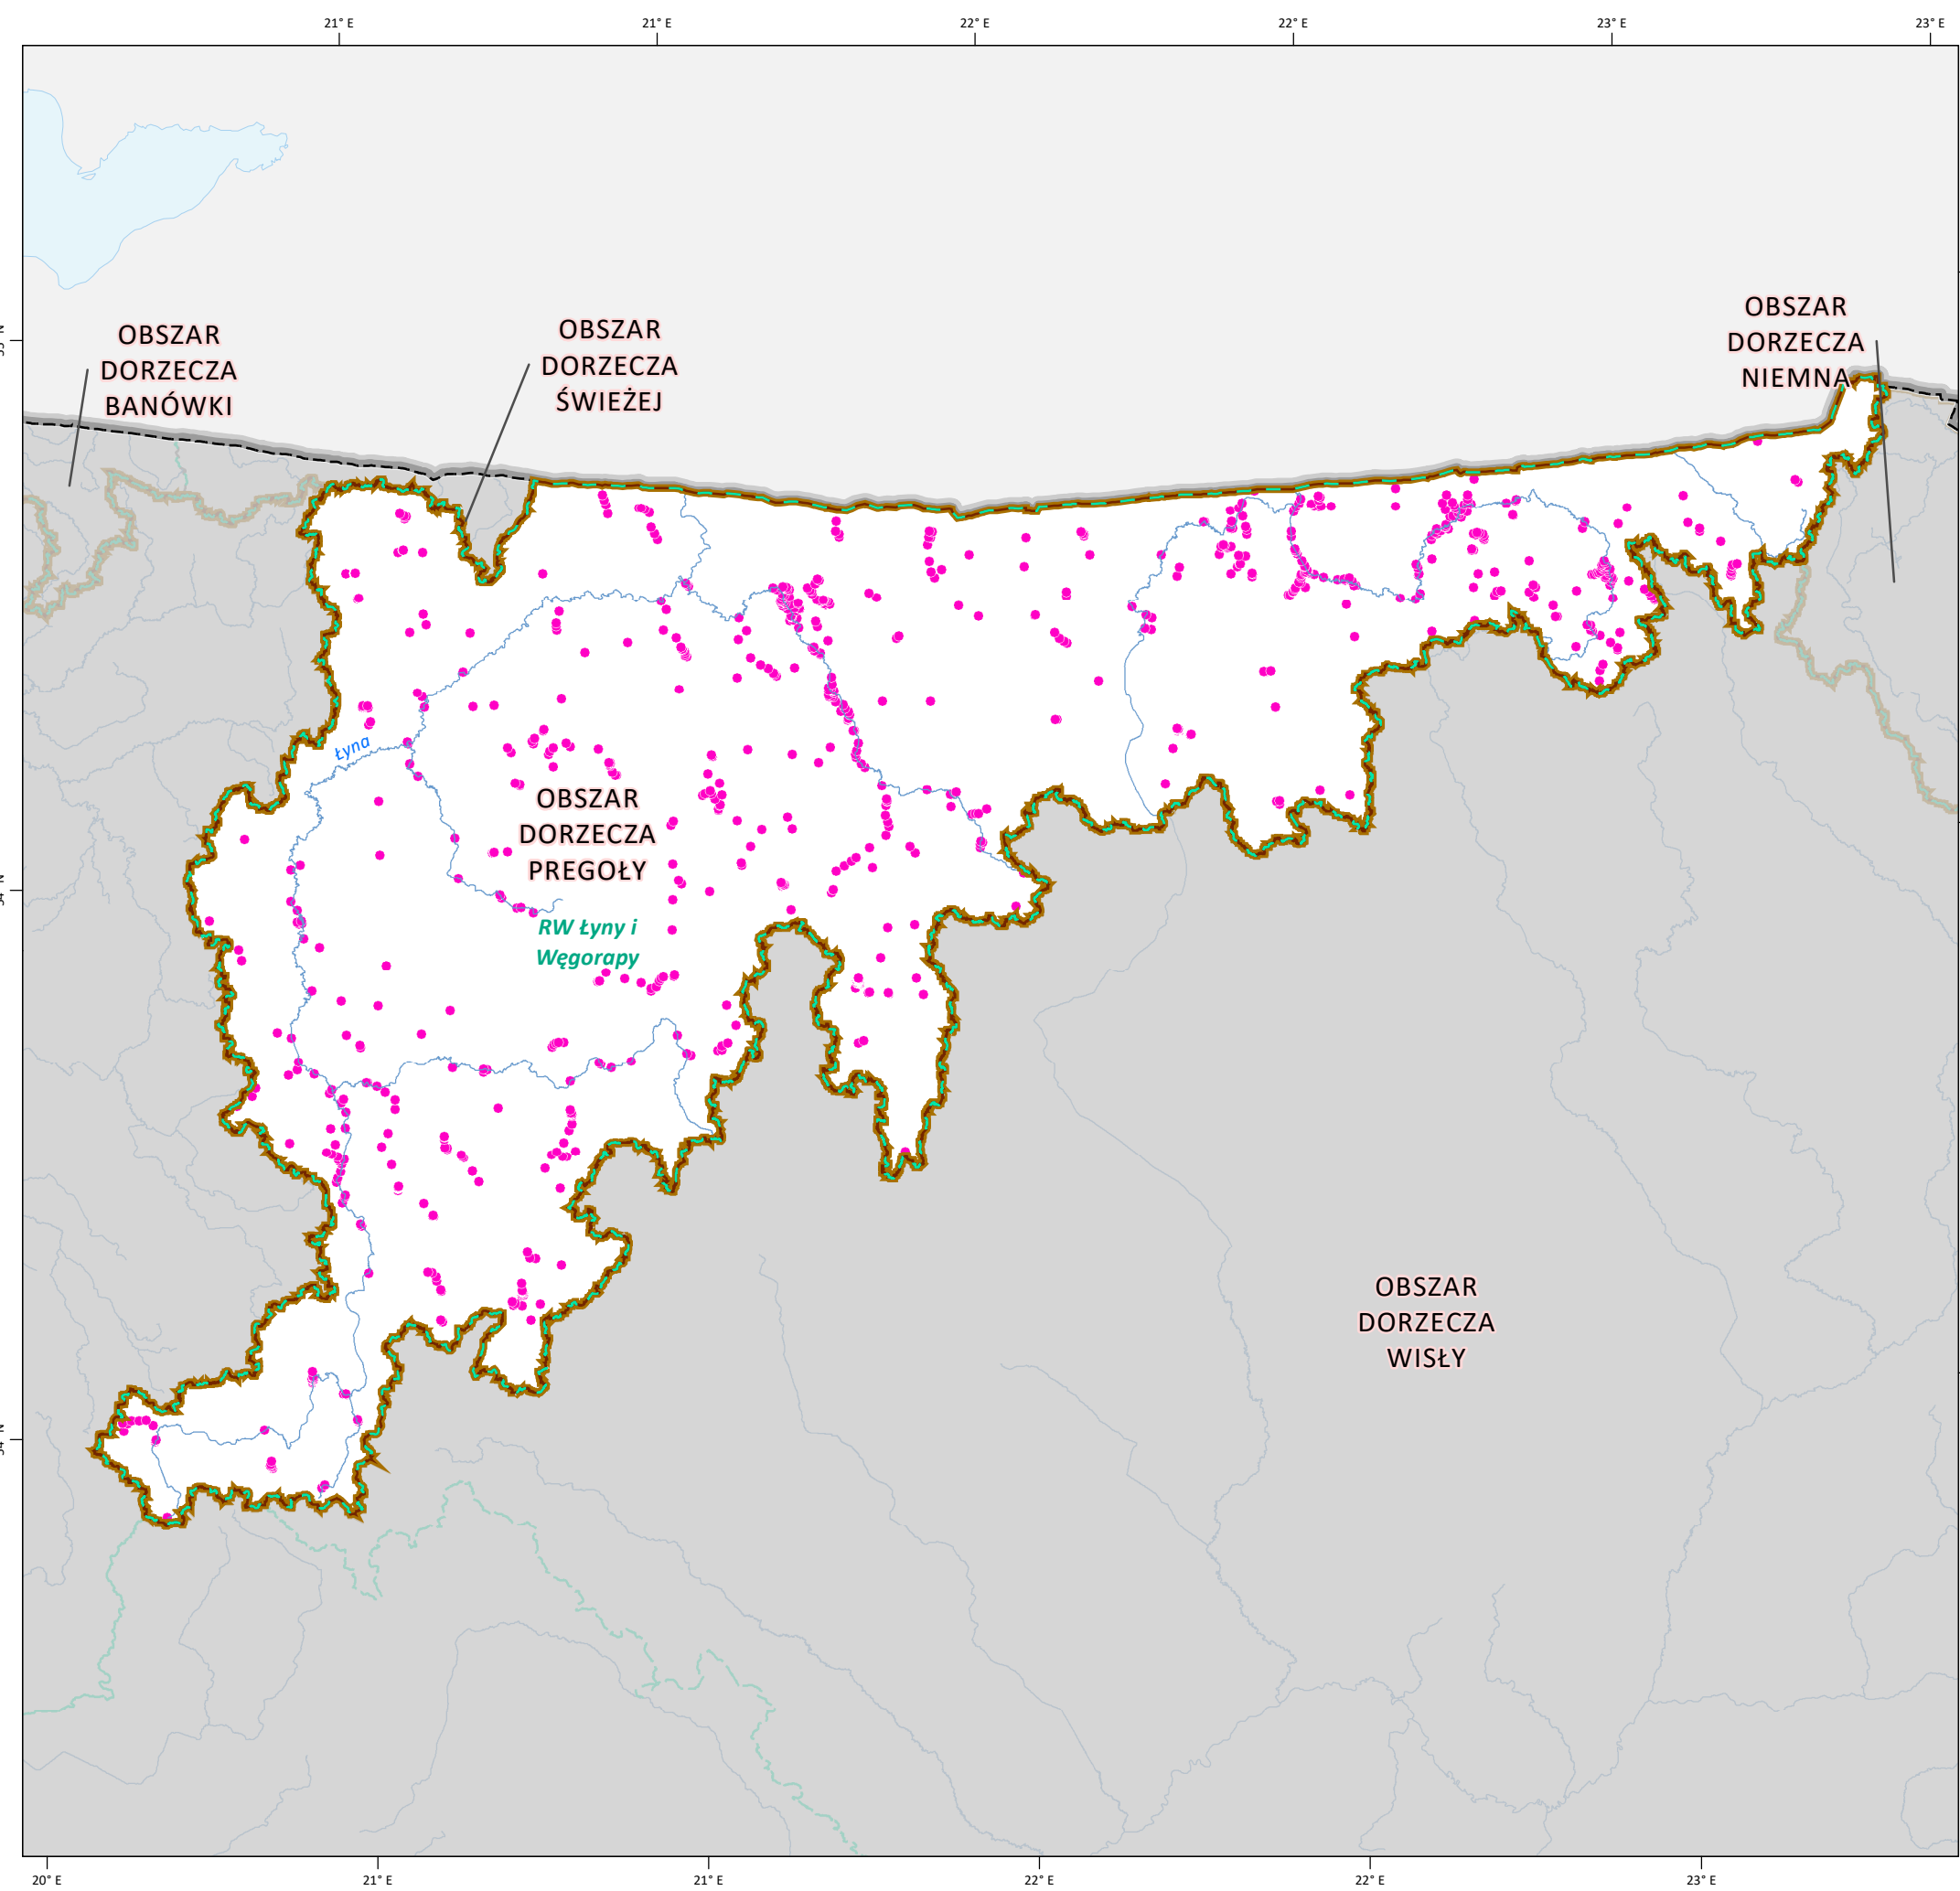 21° E
21° E
22° E
22° E
23° E
23° E
OBSZAR
DORZECZA
BANÓWKI
OBSZAR
DORZECZA
ŚWIEŻEJ
OBSZAR
DORZECZA
NIEMNA
Łyna
OBSZAR
DORZECZA
PREGOŁY
RW Łyny i
Węgorapy
OBSZAR
DORZECZA
WISŁY
20° E
21° E
21° E
22° E
22° E
23° E